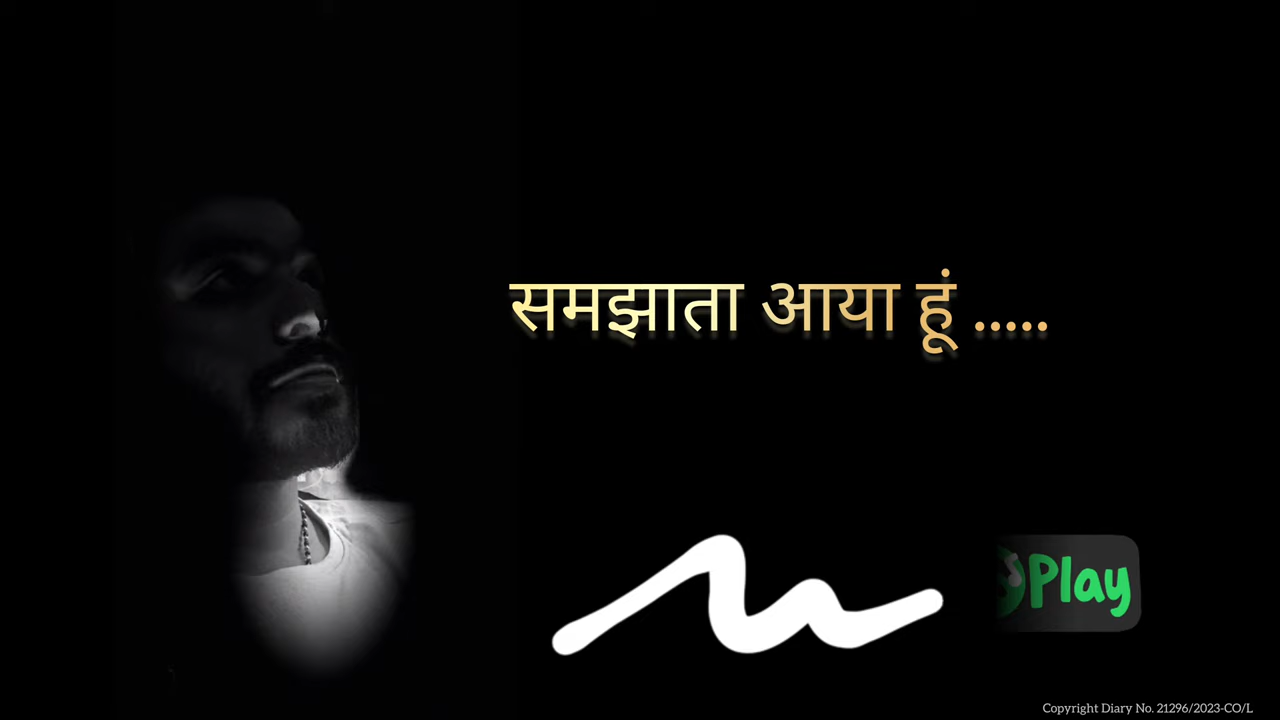 समझाता आया हूं .....
Play
Copyright Diary No. 21296/2023-CO/L